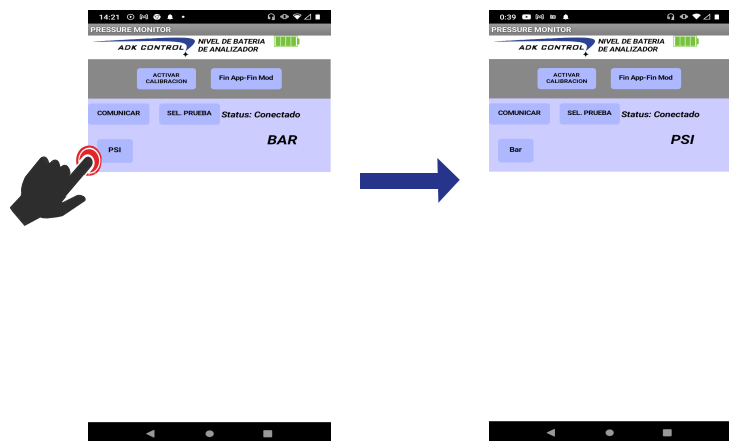 14:21
PRESSURE MONITOR
ADK CONTROL
NIVEL DE BATERIA
DE ANALIZADOR
ACTIVAR
CALIBRACION
Fin App-Fin Mod
COMUNICAR
SEL. PRUEBA
Status: Conectado
PSI
BAR
0:39
PRESSURE MONITOR
ADK CONTROL
NIVEL DE BATERIA
DE ANALIZADOR
ACTIVAR
CALIBRACION
Fin App-Fin Mod
COMUNICAR
SEL. PRUEBA
Status: Conectado
Bar
PSI